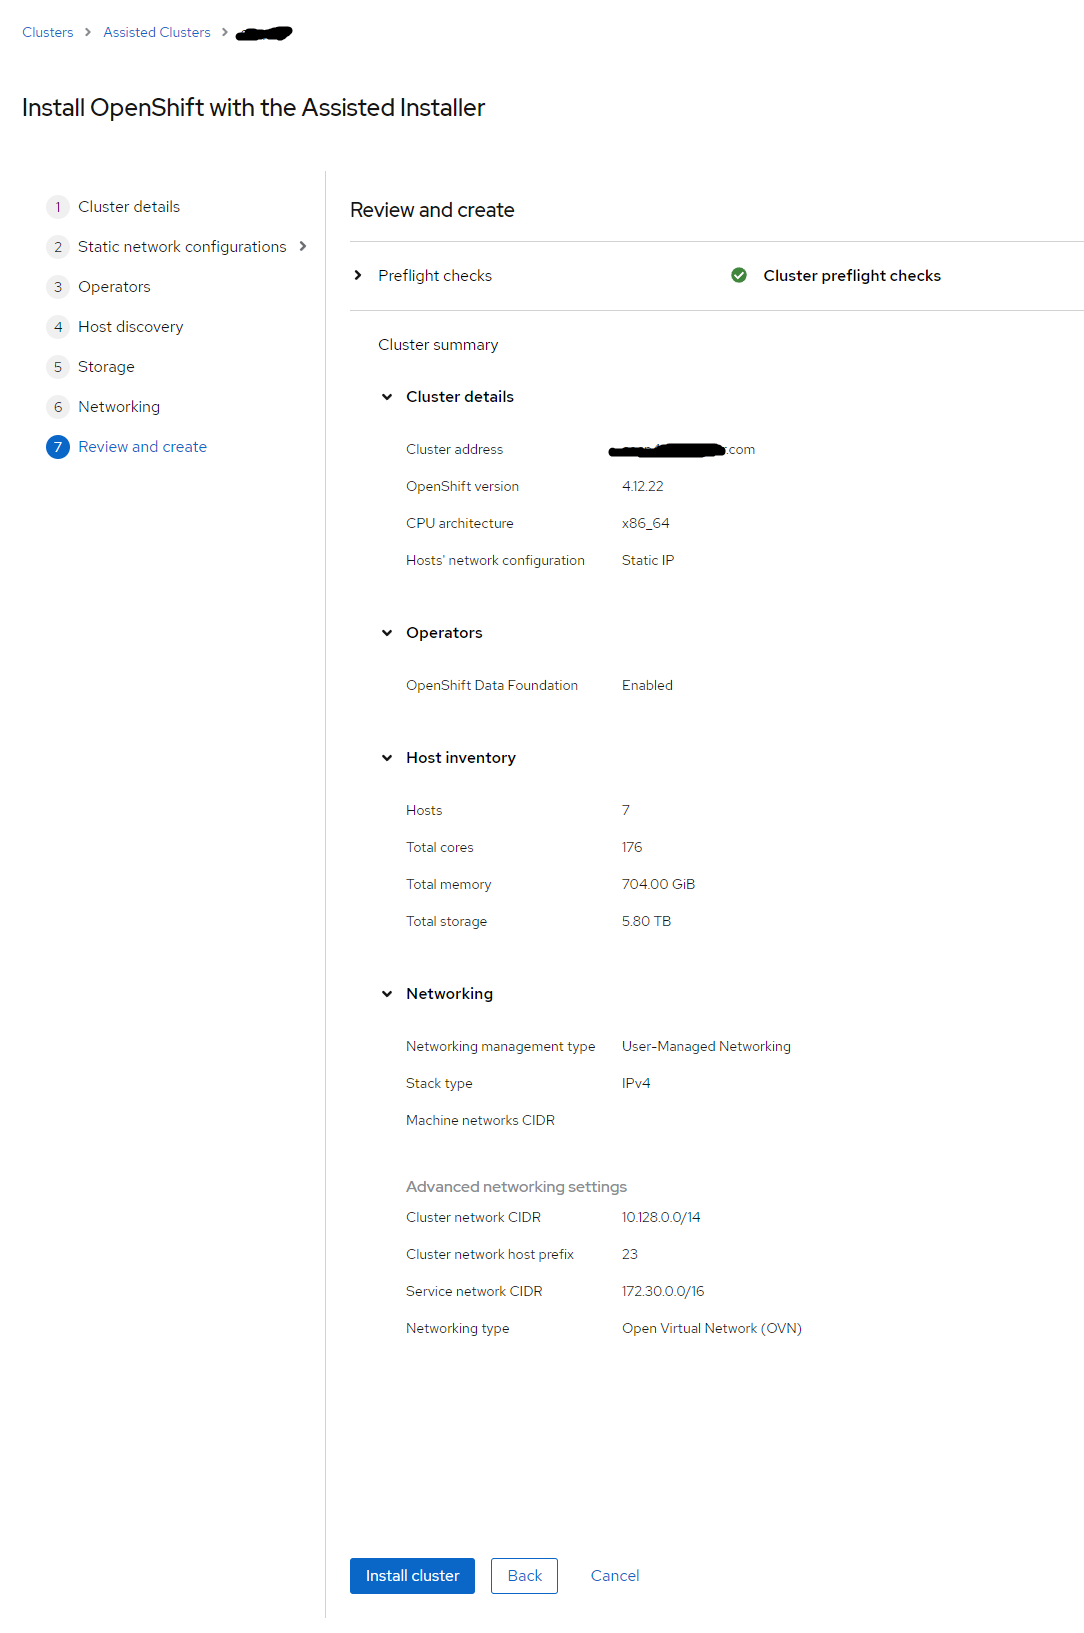 Clusters > Assisted Clusters >
Install OpenShift with the Assisted Installer
1 Cluster details
2 Static network configurations >
3 Operators
4 Host discovery
5 Storage
6 Networking
7 Review and create
Review and create
Preflight checks Cluster preflight checks
Cluster summary
Cluster details
Cluster address .com
OpenShift version 4.12.22
CPU architecture x86_64
Hosts' network configuration Static IP
Operators
OpenShift Data Foundation Enabled
Host inventory
Hosts 7
Total cores 176
Total memory 704.00 GiB
Total storage 5.80 TB
Networking
Networking management type User-Managed Networking
Stack type IPv4
Machine networks CIDR
Advanced networking settings
Cluster network CIDR 10.128.0.0/14
Cluster network host prefix 23
Service network CIDR 172.30.0.0/16
Networking type Open Virtual Network (OVN)
Install cluster Back Cancel